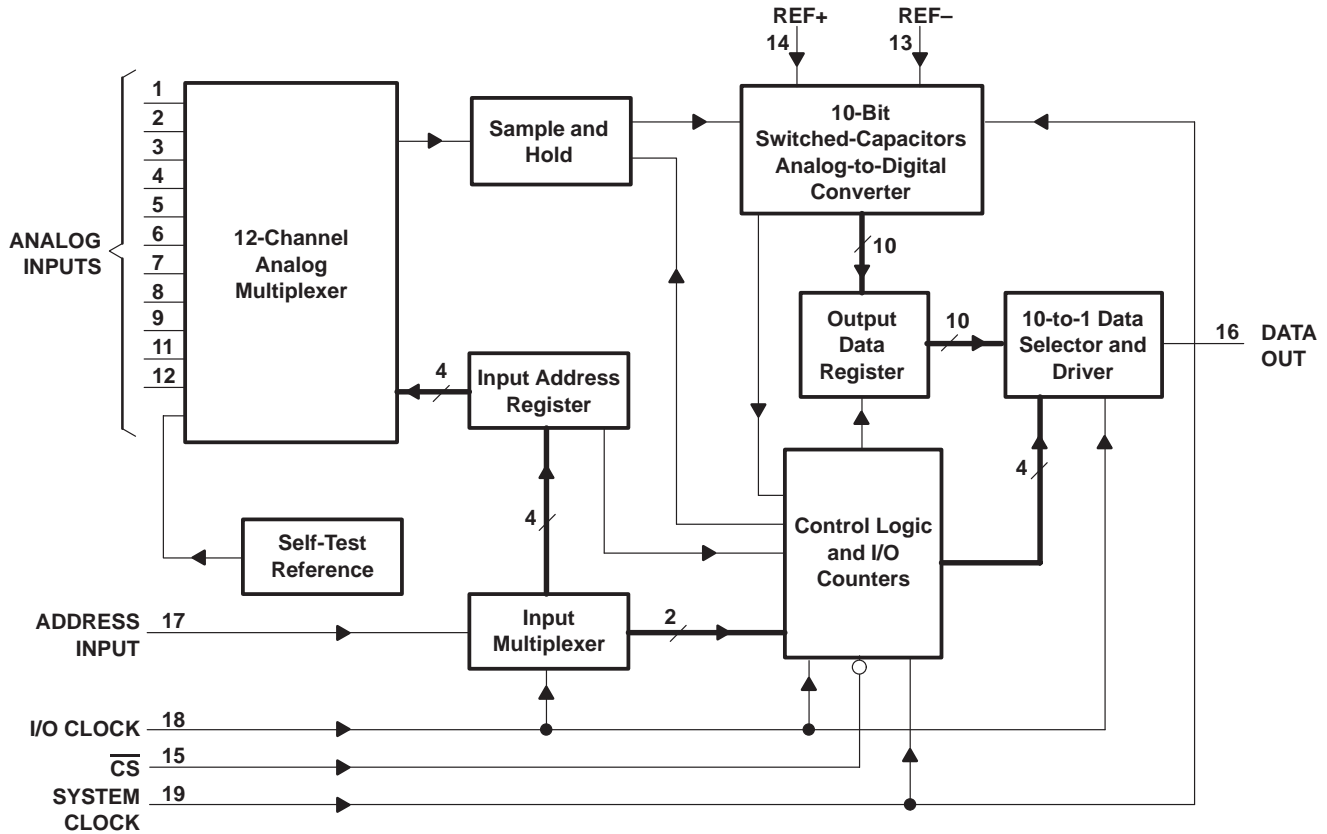 REF+
REF–
14
13
1
2
3
4
5
6
7
8
9
11
12
ANALOG
INPUTS
12-Channel
Analog
Multiplexer
Sample and
Hold
10-Bit
Switched-Capacitors
Analog-to-Digital
Converter
10
Output
Data
Register
10
10-to-1 Data
Selector and
Driver
16
DATA
OUT
4
Input Address
Register
4
4
Self-Test
Reference
Control Logic
and I/O
Counters
ADDRESS
INPUT
17
Input
Multiplexer
2
I/O CLOCK
18
CS
15
SYSTEM
CLOCK
19